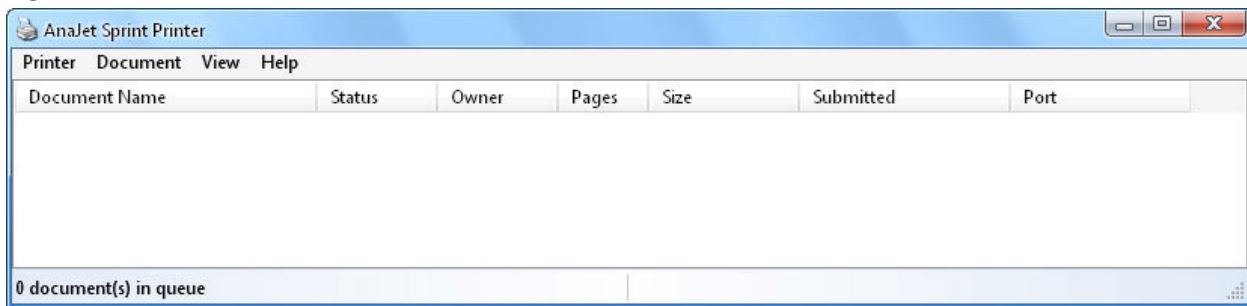 AnaJet Sprint Printer
Printer Document View Help
Document Name Status Owner Pages Size Submitted Port
0 document(s) in queue